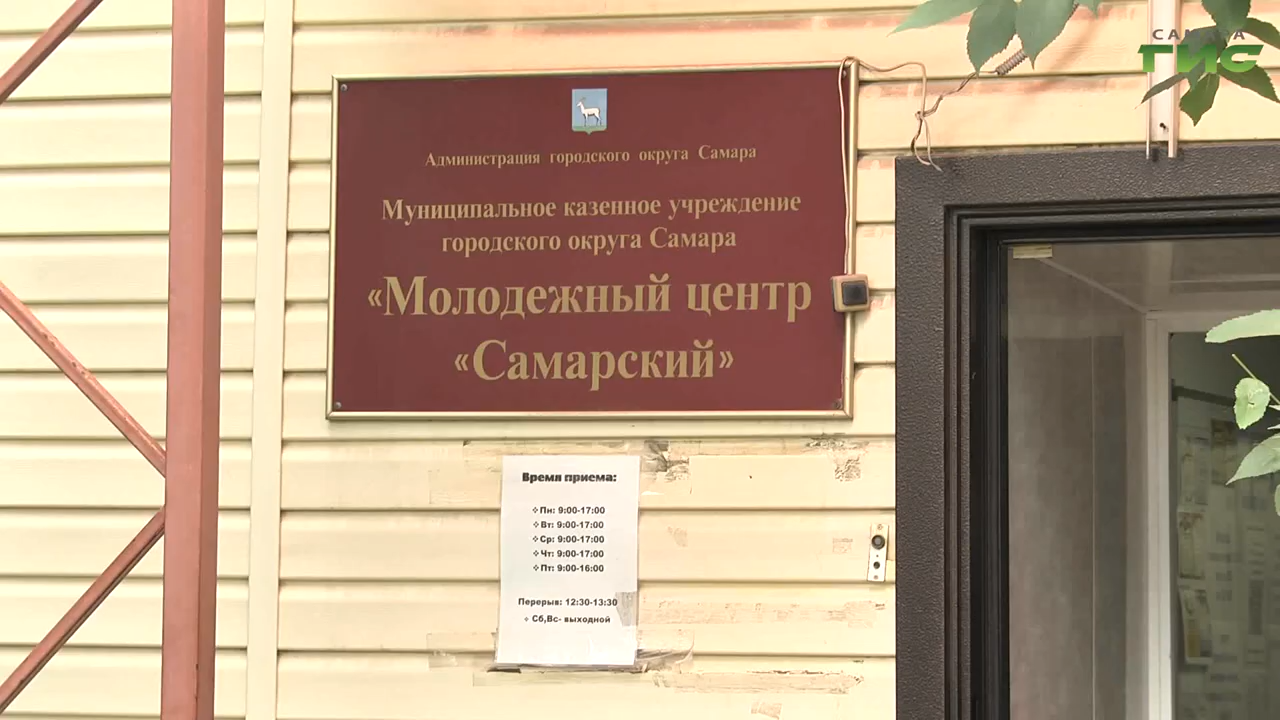 САМАРА
ГИС
Администрация городского округа Самара
Муниципальное казенное учреждение
городского округа Самара
«Молодежный центр
«Самарский»
Время приема:
❖Пн: 9:00-17:00
❖Вт: 9:00-17:00
❖Ср: 9:00-17:00
❖Чт: 9:00-17:00
❖Пт: 9:00-16:00
Перерыв: 12:30-13:30
❖ Сб,Вс- выходной